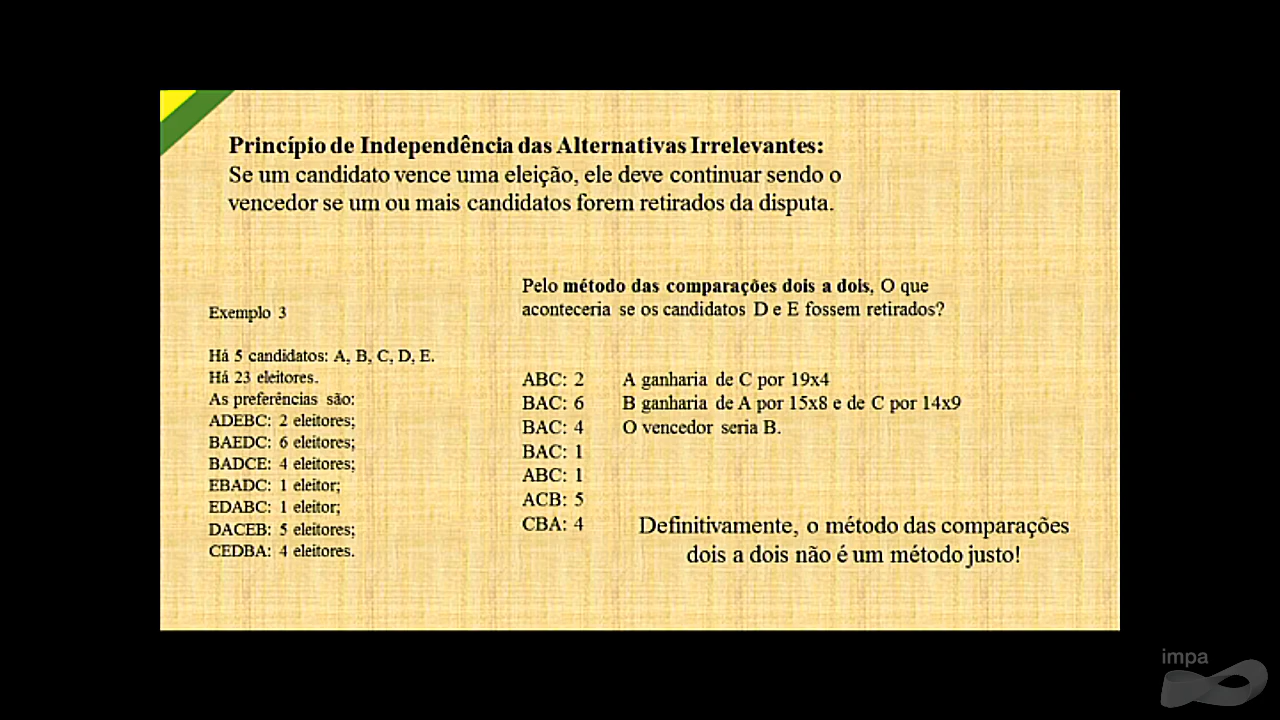 Princípio de Independência das Alternativas Irrelevantes:
Se um candidato vence uma eleição, ele deve continuar sendo o
vencedor se um ou mais candidatos forem retirados da disputa.
Exemplo 3
Há 5 candidatos: A, B, C, D, E.
Há 23 eleitores.
As preferências são:
ADEBC: 2 eleitores;
BAEDC: 6 eleitores;
BADCE: 4 eleitores;
EBADC: 1 eleitor;
EDABC: 1 eleitor;
DACEB: 5 eleitores;
CEDBA: 4 eleitores.
Pelo método das comparações dois a dois, O que
aconteceria se os candidatos D e E fossem retirados?
ABC: 2
BAC: 6
BAC: 4
BAC: 1
ABC: 1
ACB: 5
CBA: 4
A ganharia de C por 19x4
B ganharia de A por 15x8 e de C por 14x9
O vencedor seria B.
Definitivamente, o método das comparações
dois a dois não é um método justo!
impa